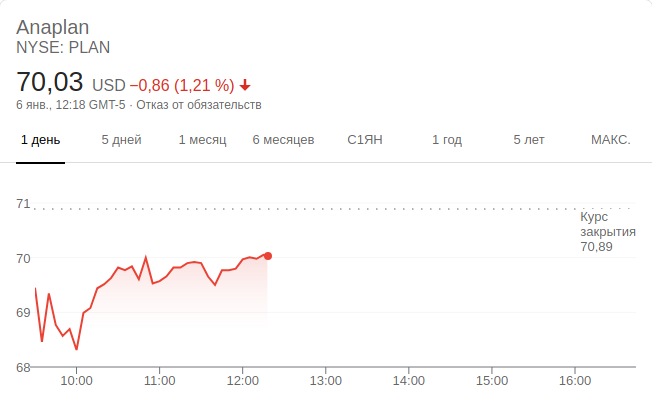 Anaplan
NYSE: PLAN
70,03 USD −0,86 (1,21 %)
6 янв., 12:18 GMT-5 · Отказ от обязательств
1 день 5 дней 1 месяц 6 месяцев С1ЯН 1 год 5 лет МАКС.
71
Курс
закрытия
70,89
70
69
68
10:00 11:00 12:00 13:00 14:00 15:00 16:00